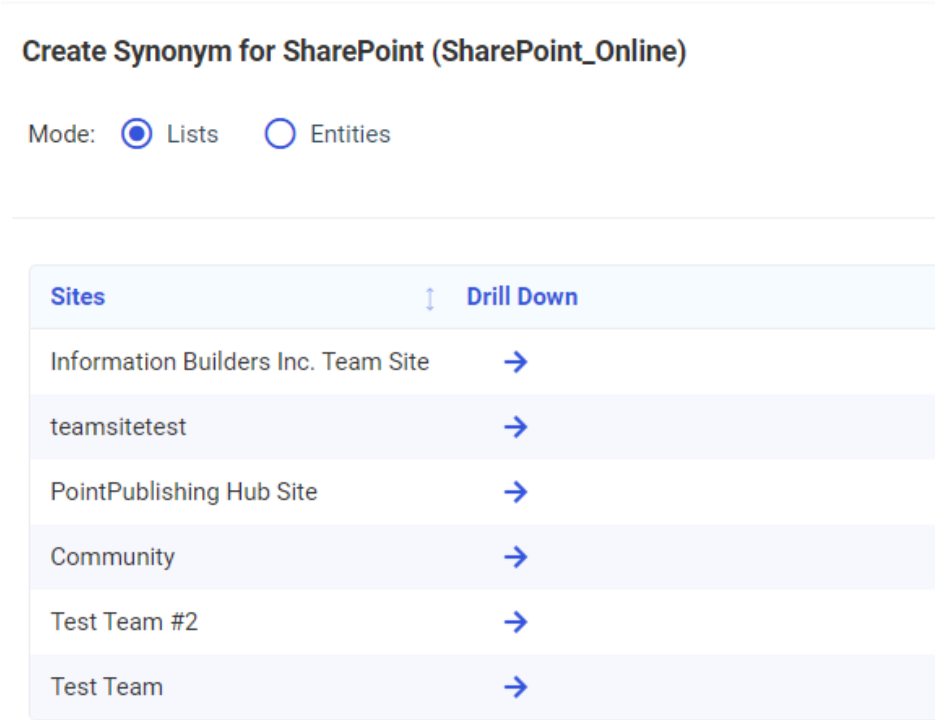 Create Synonym for SharePoint (SharePoint_Online)
Mode: Lists Entities
Sites Drill Down
Information Builders Inc. Team Site
teamsitetest
PointPublishing Hub Site
Community
Test Team #2
Test Team